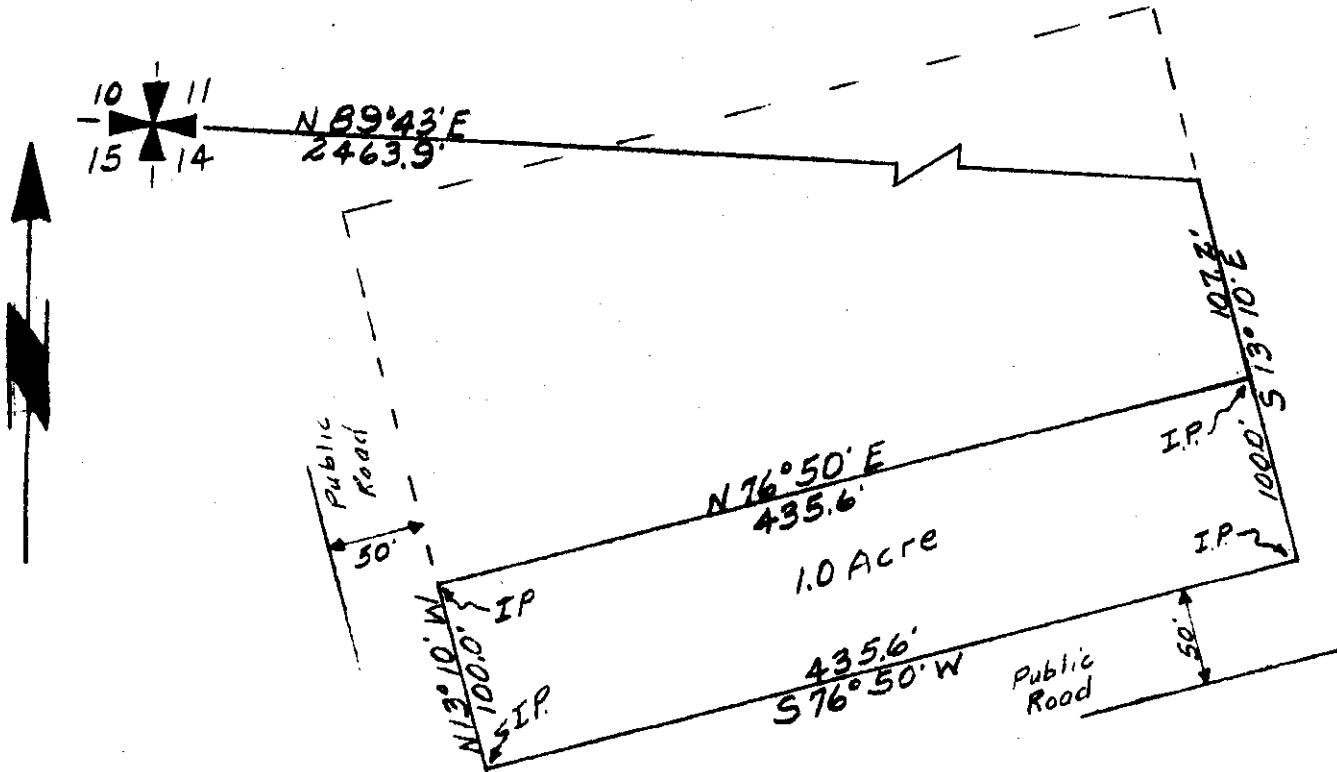 10 11
15 14
N 89°43' E
2463.9'
107.2'
S 13° 10' E
Public
Road
50'
I.P.
100.0'
N 76° 50' E
435.6'
1.0 Acre
I.P.
I.P.
N 13° 10' W
100.0'
I.P.
435.6'
S 76° 50' W
Public
Road
50'
N